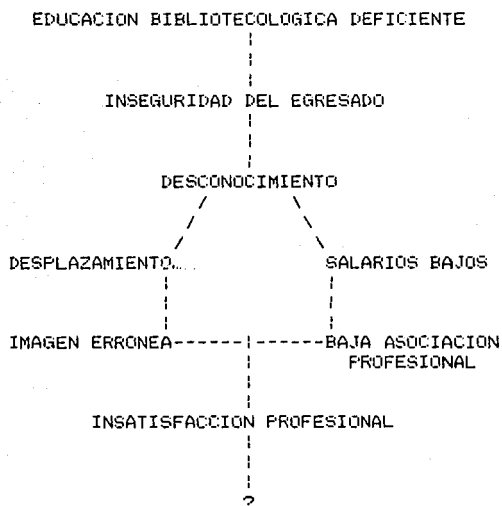 EDUCACION BIBLIOTECOLOGICA DEFICIENTE
INSEGURIDAD DEL EGRESADO
DESCONOCIMIENTO
DESPLAZAMIENTO... SALARIOS BAJOS
IMAGEN ERRONEA BAJA ASOCIACION
PROFESIONAL
INSATISFACCION PROFESIONAL
?